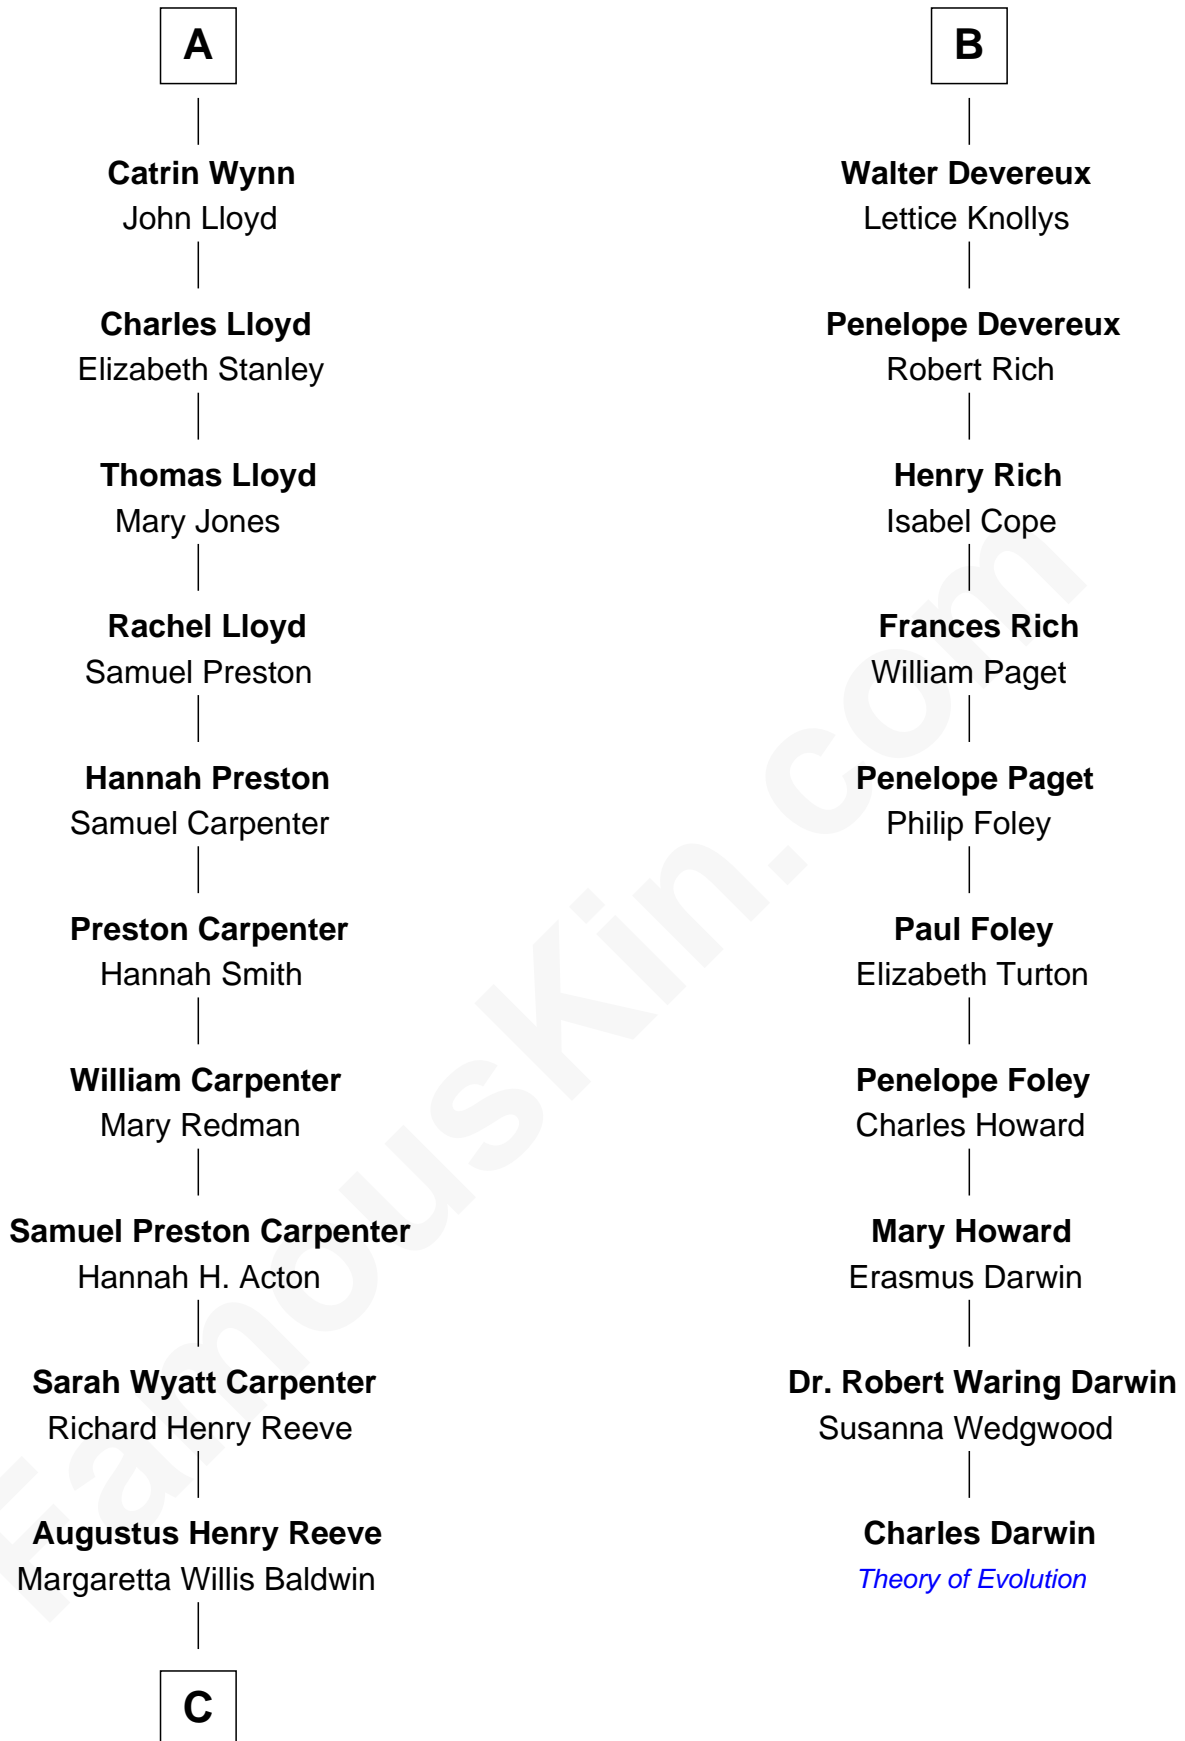 A
Catrin Wynn
John Lloyd
Charles Lloyd
Elizabeth Stanley
Thomas Lloyd
Mary Jones
Rachel Lloyd
Samuel Preston
Hannah Preston
Samuel Carpenter
Preston Carpenter
Hannah Smith
William Carpenter
Mary Redman
Samuel Preston Carpenter
Hannah H. Acton
Sarah Wyatt Carpenter
Richard Henry Reeve
Augustus Henry Reeve
Margaretta Willis Baldwin
C
B
Walter Devereux
Lettice Knollys
Penelope Devereux
Robert Rich
Henry Rich
Isabel Cope
Frances Rich
William Paget
Penelope Paget
Philip Foley
Paul Foley
Elizabeth Turton
Penelope Foley
Charles Howard
Mary Howard
Erasmus Darwin
Dr. Robert Waring Darwin
Susanna Wedgwood
Charles Darwin
Theory of Evolution
FamousKin.com